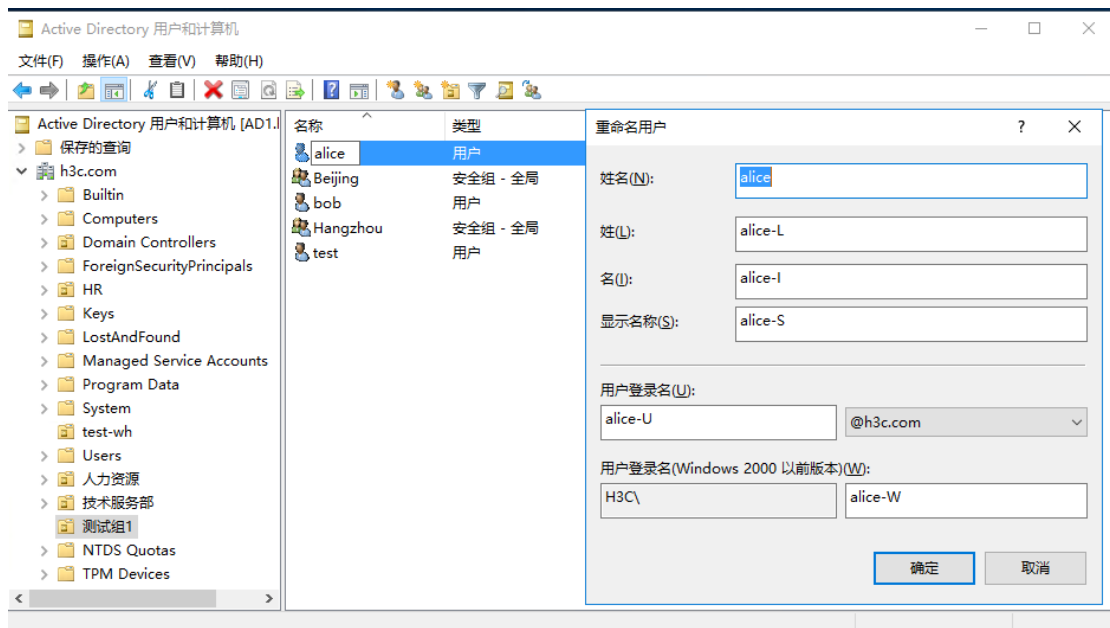 Active Directory 用户和计算机
文件(F) 操作(A) 查看(V) 帮助(H)
Active Directory 用户和计算机 [AD1.l
保存的查询
h3c.com
Builtin
Computers
Domain Controllers
ForeignSecurityPrincipals
HR
Keys
LostAndFound
Managed Service Accounts
Program Data
System
test-wh
Users
人力资源
技术服务部
测试组1
NTDS Quotas
TPM Devices
名称 类型
alice 用户
Beijing 安全组 - 全局
bob 用户
Hangzhou 安全组 - 全局
test 用户
重命名用户 ?
姓名(N): alice
姓(L): alice-L
名(I): alice-I
显示名称(S): alice-S
用户登录名(U):
alice-U @h3c.com
用户登录名(Windows 2000 以前版本)(W):
H3C\ alice-W
确定 取消